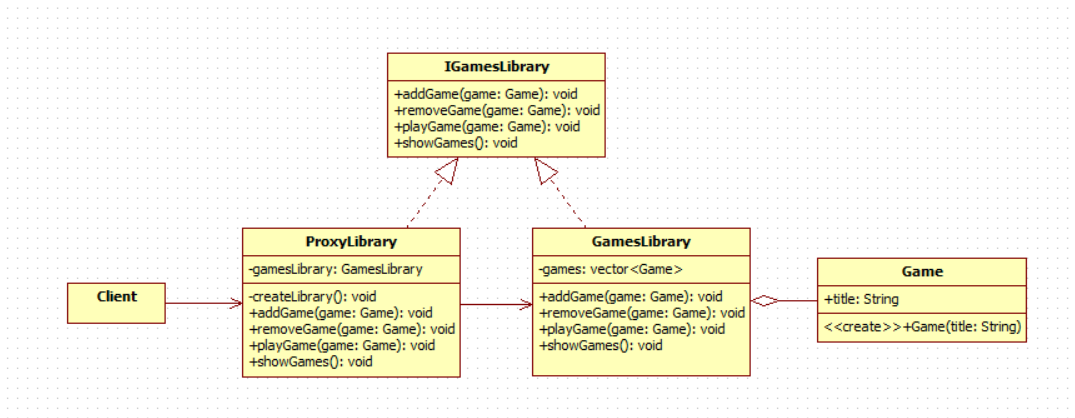 IGamesLibrary
+addGame(game: Game): void
+removeGame(game: Game): void
+playGame(game: Game): void
+showGames(): void
ProxyLibrary
-gamesLibrary: GamesLibrary
-createLibrary(): void
+addGame(game: Game): void
+removeGame(game: Game): void
+playGame(game: Game): void
+showGames(): void
GamesLibrary
-games: vector<Game>
+addGame(game: Game): void
+removeGame(game: Game): void
+playGame(game: Game): void
+showGames(): void
Client
Game
+title: String
<<create>>+Game(title: String)